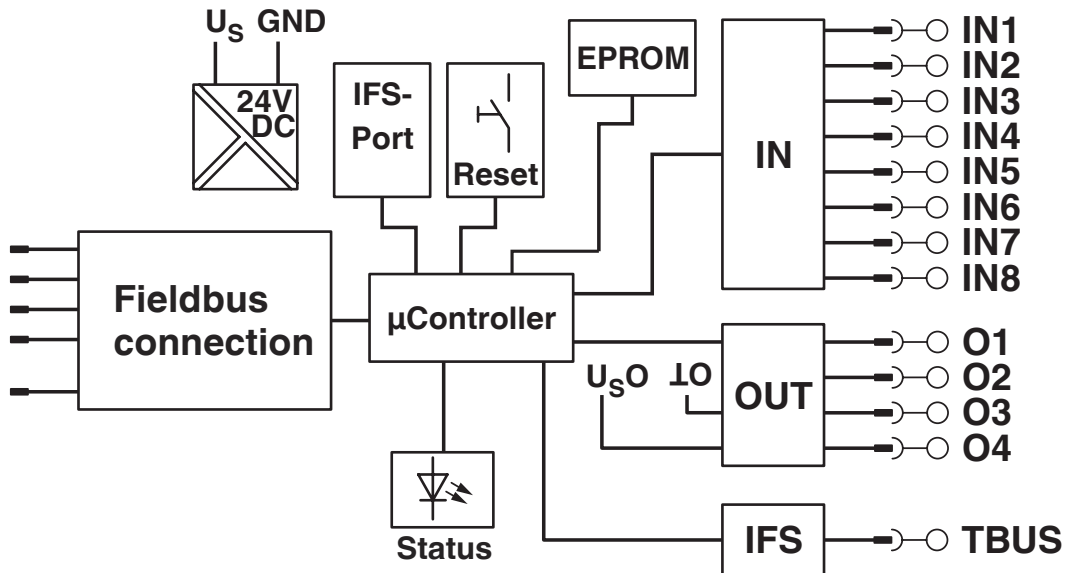 U_S GND
24V
DC
IFS-
Port
Reset
EPROM
IN
IN1
IN2
IN3
IN4
IN5
IN6
IN7
IN8
Fieldbus
connection
µController
U_SO
⊥O
OUT
O1
O2
O3
O4
Status
IFS
TBUS